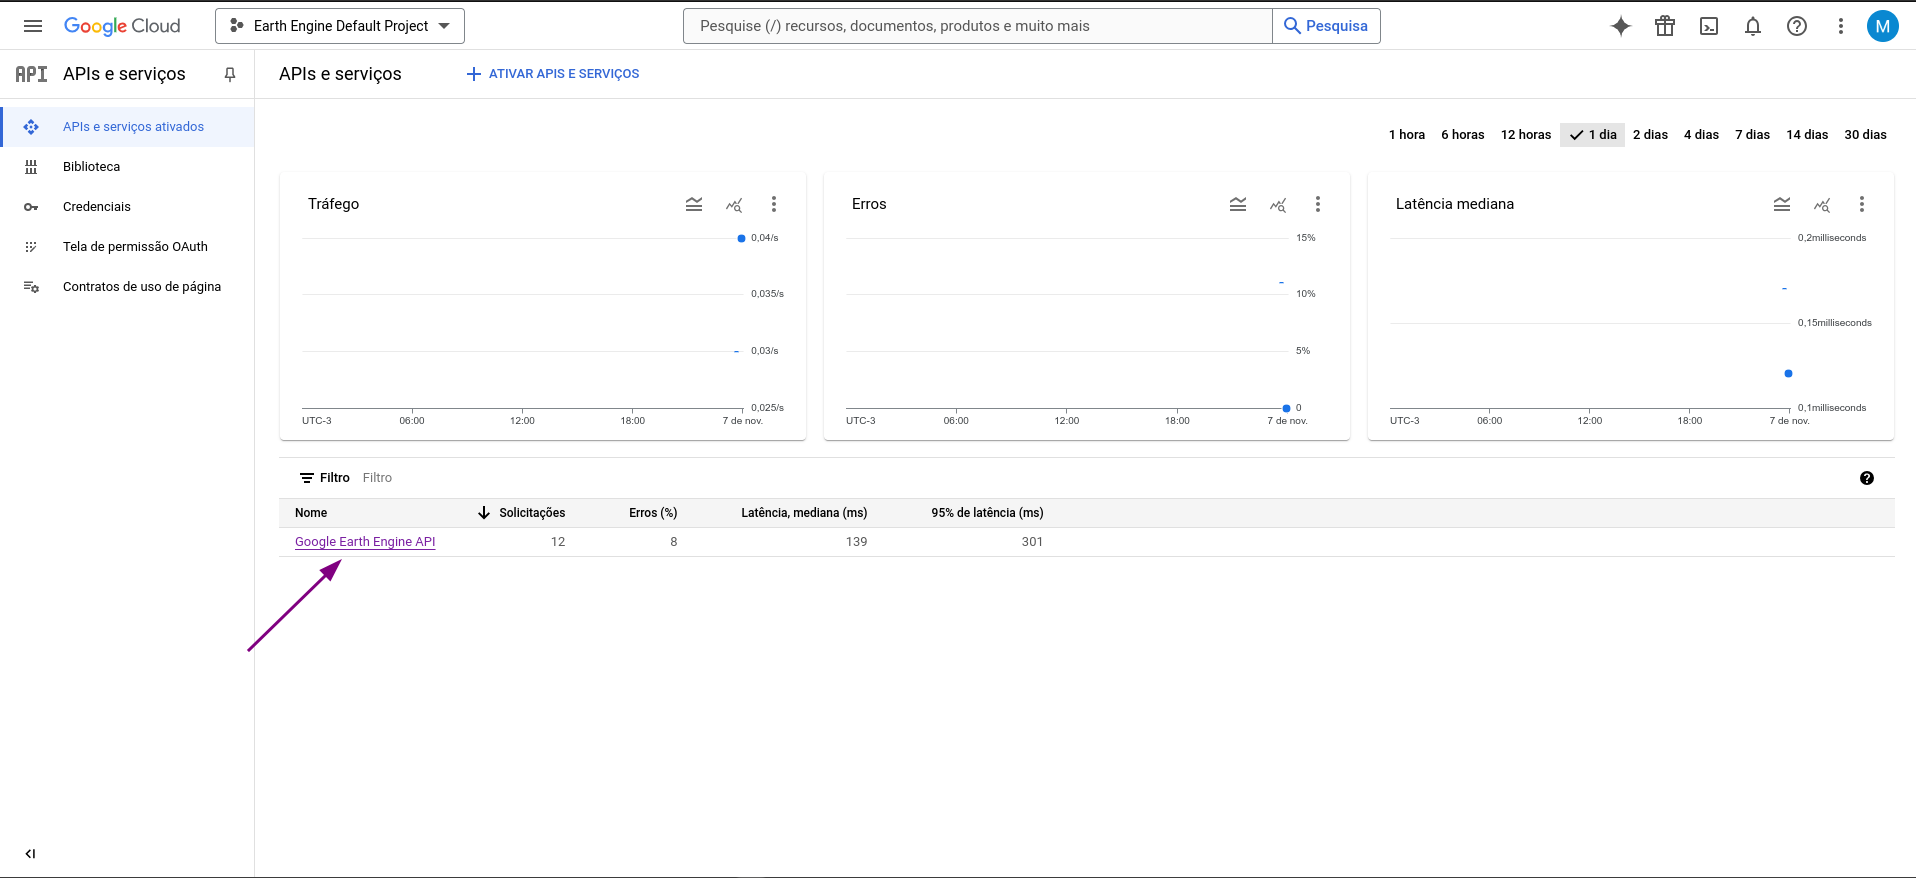 Google Cloud
Earth Engine Default Project
Pesquise (/) recursos, documentos, produtos e muito mais
Pesquisa
M
API
APIs e serviços
APIs e serviços
ATIVAR APIS E SERVIÇOS
APIs e serviços ativados
Biblioteca
Credenciais
Tela de permissão OAuth
Contratos de uso de página
1 hora 6 horas 12 horas 1 dia 2 dias 4 dias 7 dias 14 dias 30 dias
Tráfego
0,04/s
0,035/s
0,03/s
0,025/s
UTC-3 06:00 12:00 18:00 7 de nov.
Erros
15%
10%
5%
0
UTC-3 06:00 12:00 18:00 7 de nov.
Latência mediana
0,2milliseconds
0,15milliseconds
0,1milliseconds
UTC-3 06:00 12:00 18:00 7 de nov.
Filtro Filtro
Nome Solicitações Erros (%) Latência, mediana (ms) 95% de latência (ms)
Google Earth Engine API 12 8 139 301